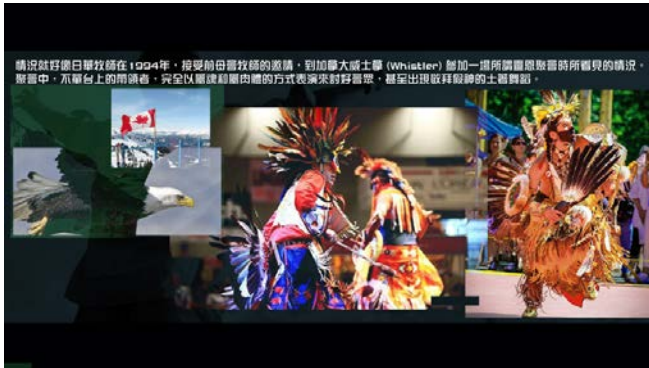 情況就好像日華牧師在1994年，接受前母會牧師的邀請，到加拿大威士拿 (Whistler) 參加一場所謂靈恩聚會時所看見的情況。
聚會中，不單台上的帶領者，完全以屬魂和屬肉體的方式表演來討好會眾，甚至出現敬拜假神的土著舞蹈。